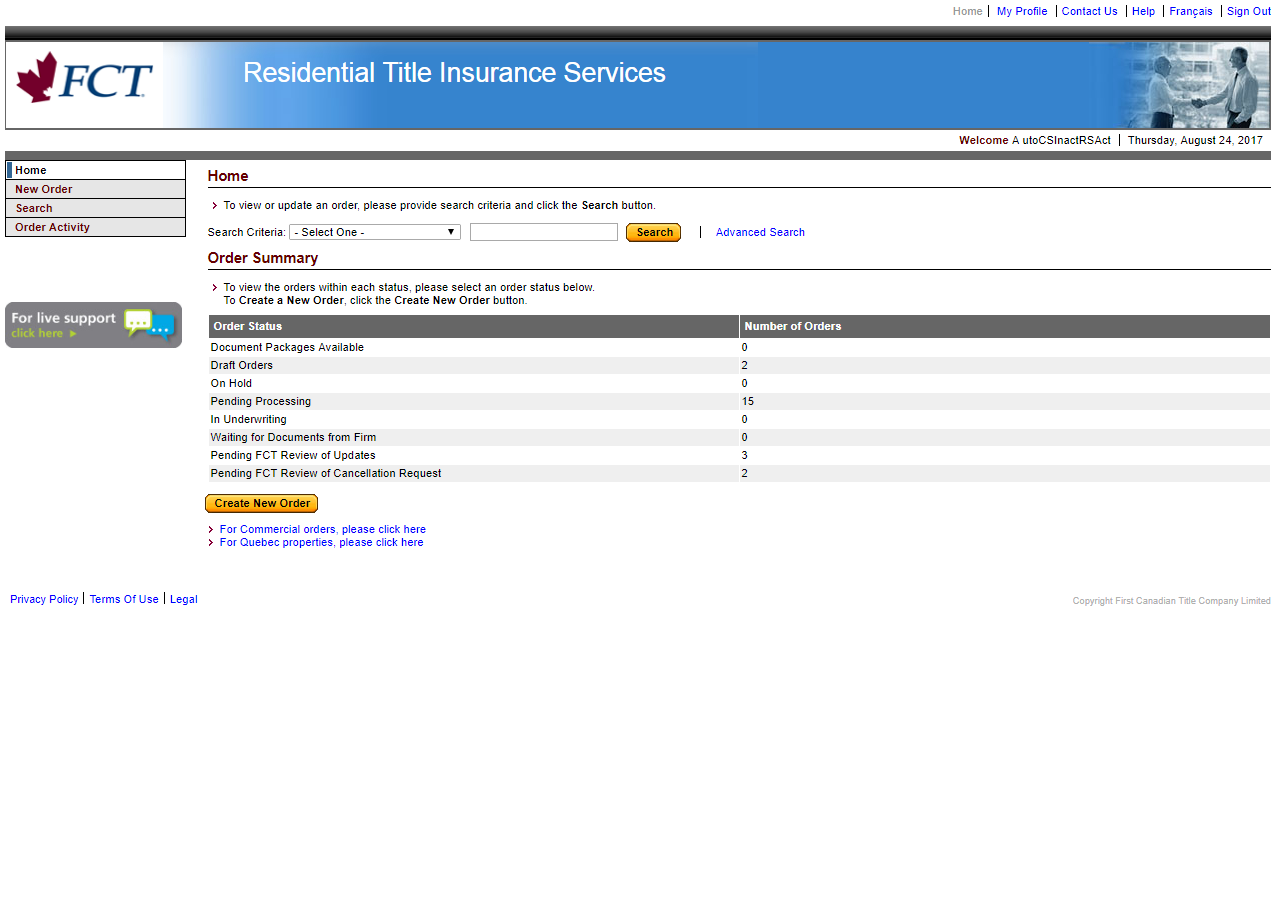 Home My Profile Contact Us Help Français Sign Out
FCT
Residential Title Insurance Services
Welcome A utoCSInactRSAct Thursday, August 24, 2017
Home
New Order
Search
Order Activity
For live support
click here ►
Home
To view or update an order, please provide search criteria and click the Search button.
Search Criteria: - Select One - Search Advanced Search
Order Summary
To view the orders within each status, please select an order status below.
To Create a New Order, click the Create New Order button.
Order Status Number of Orders
Document Packages Available 0
Draft Orders 2
On Hold 0
Pending Processing 15
In Underwriting 0
Waiting for Documents from Firm 0
Pending FCT Review of Updates 3
Pending FCT Review of Cancellation Request 2
Create New Order
For Commercial orders, please click here
For Quebec properties, please click here
Privacy Policy Terms Of Use Legal
Copyright First Canadian Title Company Limited